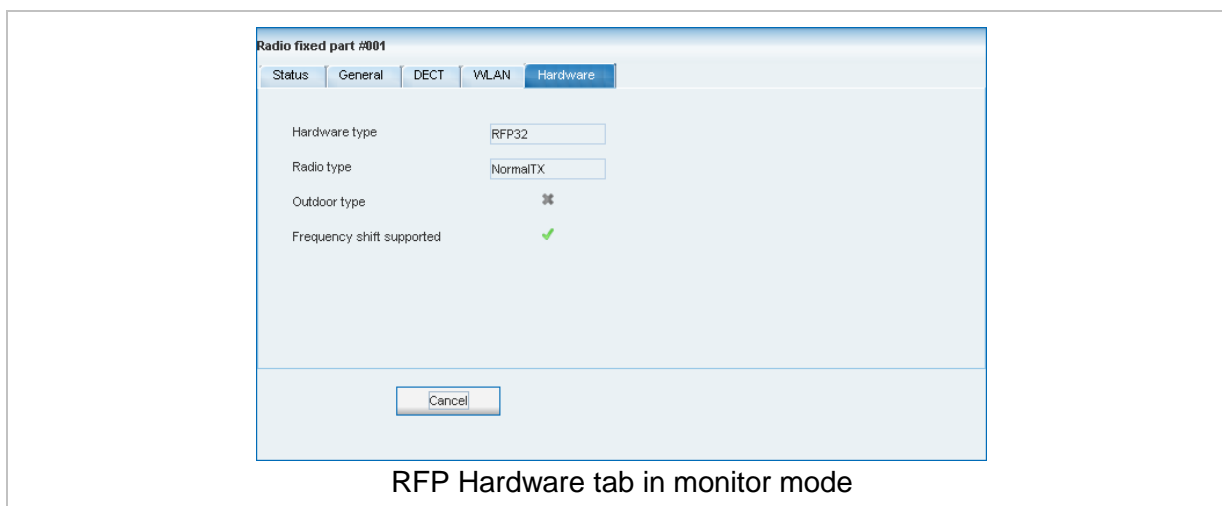 Radio fixed part #001
Status General DECT WLAN Hardware
Hardware type RFP32
Radio type NormalTX
Outdoor type
Frequency shift supported
Cancel
RFP Hardware tab in monitor mode